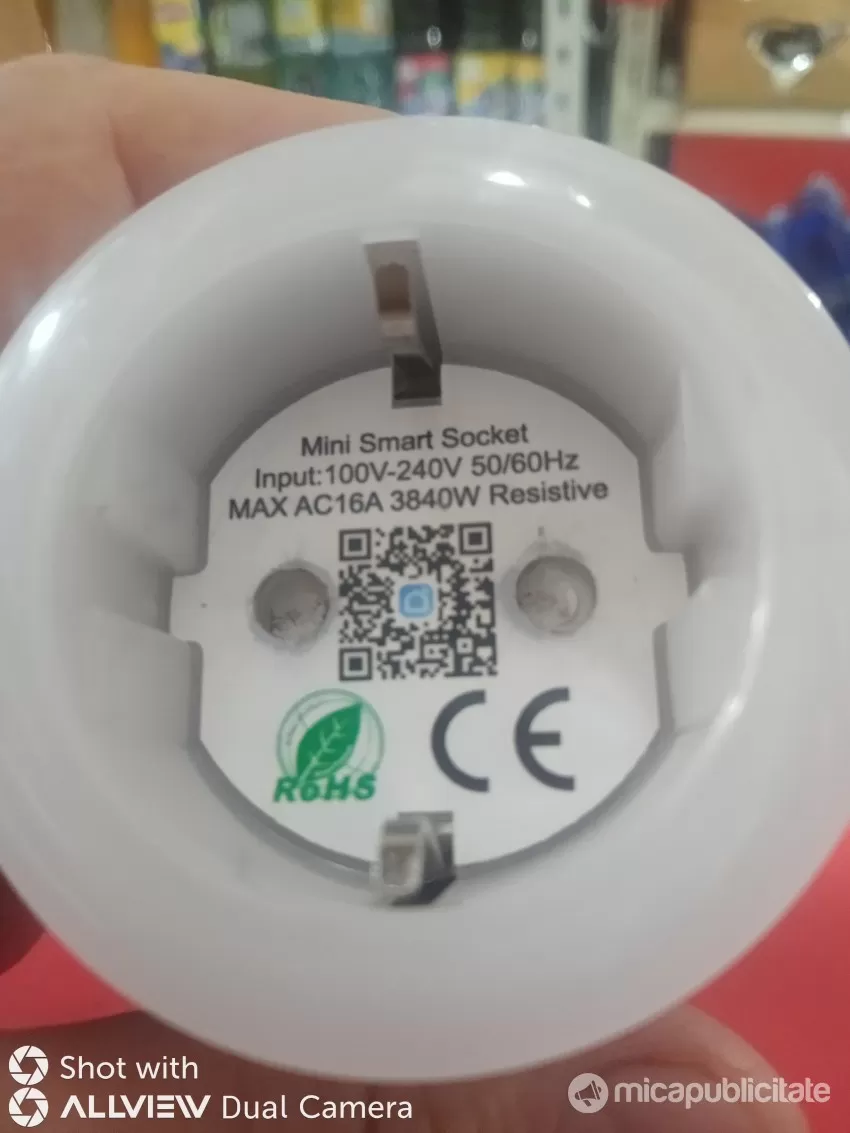 Mini Smart Socket
Input:100V-240V 50/60Hz
MAX AC16A 3840W Resistive
RoHS
CE
Shot with
ALLVIEW Dual Camera
micapublicitate